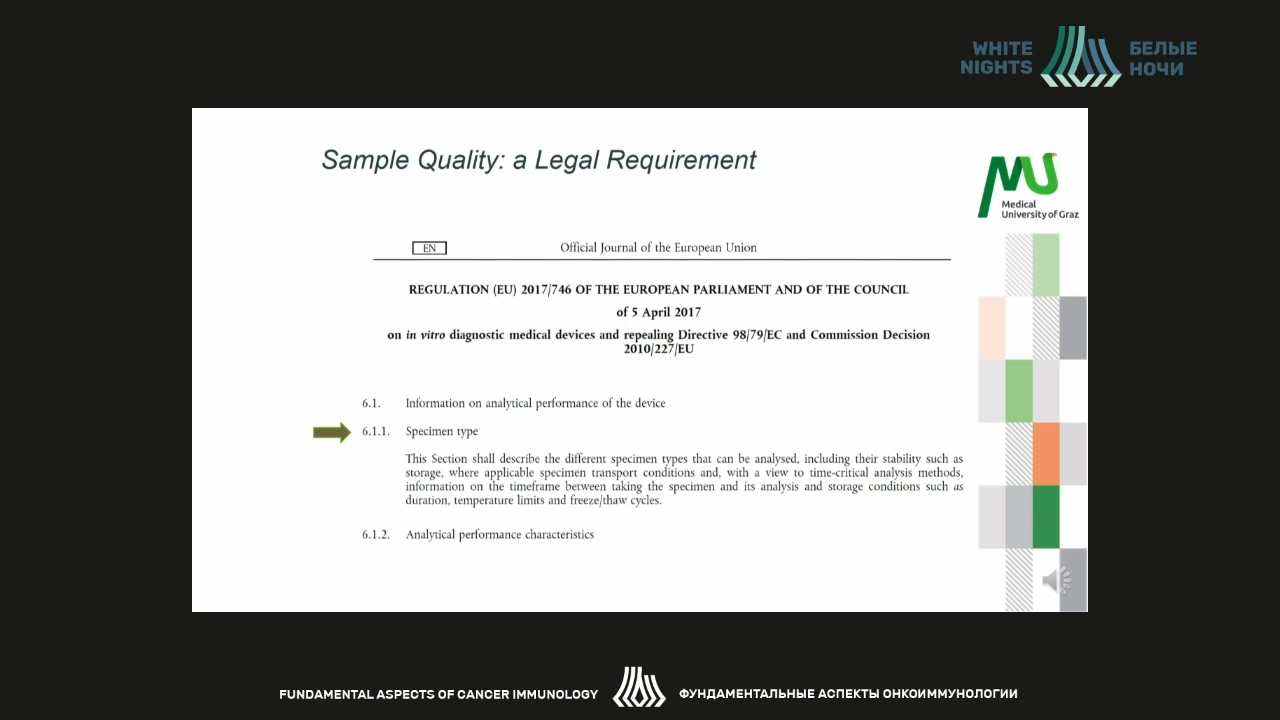 WHITE
NIGHTS
БЕЛЫЕ
НОЧИ
Sample Quality: a Legal Requirement
Medical
University of Graz
EN
Official Journal of the European Union
REGULATION (EU) 2017/746 OF THE EUROPEAN PARLIAMENT AND OF THE COUNCIL
of 5 April 2017
on in vitro diagnostic medical devices and repealing Directive 98/79/EC and Commission Decision
2010/227/EU
6.1. Information on analytical performance of the device
6.1.1. Specimen type
This Section shall describe the different specimen types that can be analysed, including their stability such as
storage, where applicable specimen transport conditions and, with a view to time-critical analysis methods,
information on the timeframe between taking the specimen and its analysis and storage conditions such as
duration, temperature limits and freeze/thaw cycles.
6.1.2. Analytical performance characteristics
FUNDAMENTAL ASPECTS OF CANCER IMMUNOLOGY
ФУНДАМЕНТАЛЬНЫЕ АСПЕКТЫ ОНКОИММУНОЛОГИИ